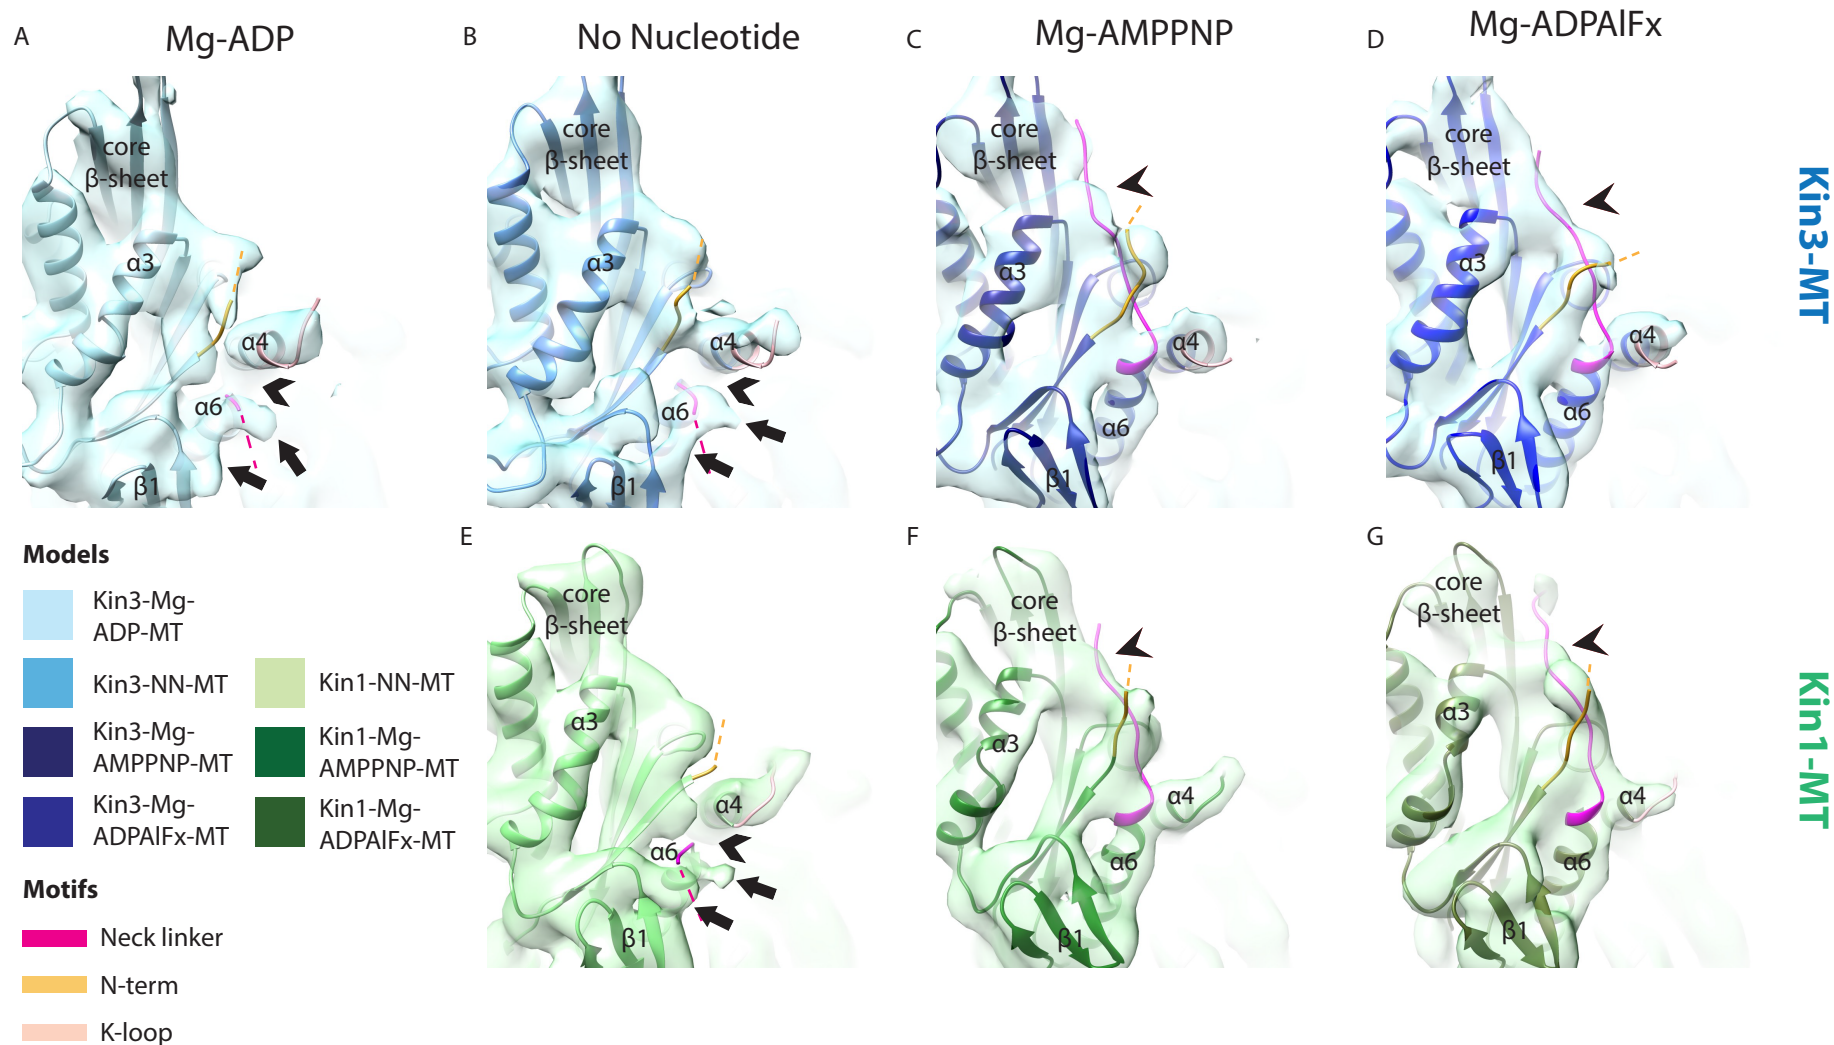 A
Mg-ADP
B
No Nucleotide
C
Mg-AMPPNP
D
Mg-ADPAlFx
core
β-sheet
α3
α4
α6
β1
core
β-sheet
α3
α4
α6
β1
core
β-sheet
α3
α4
α6
β1
core
β-sheet
α3
α4
α6
β1
Kin3-MT
Models
Kin3-Mg-
ADP-MT
Kin3-NN-MT
Kin3-Mg-
AMPPNP-MT
Kin3-Mg-
ADPAlFx-MT
Kin1-NN-MT
Kin1-Mg-
AMPPNP-MT
Kin1-Mg-
ADPAlFx-MT
Motifs
Neck linker
N-term
K-loop
E
core
β-sheet
α3
α4
α6
β1
F
core
β-sheet
α3
α4
α6
β1
G
core
β-sheet
α3
α4
α6
β1
Kin1-MT